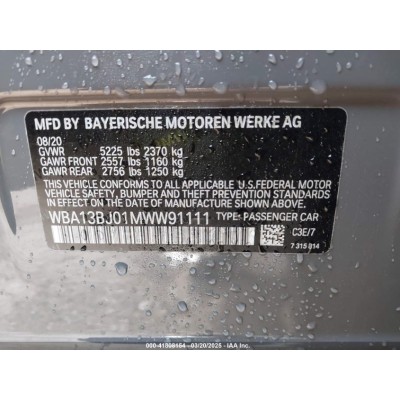 MFD BY BAYERISCHE MOTOREN WERKE AG
08/20
GVWR 5225 lbs 2370 kg
GAWR FRONT 2557 lbs 1160 kg
GAWR REAR 2756 lbs 1250 kg
THIS VEHICLE CONFORMS TO ALL APPLICABLE U.S. FEDERAL MOTOR
VEHICLE SAFETY, BUMPER AND THEFT PREVENTION STANDARDS
IN EFFECT ON THE DATE OF MANUFACTURE SHOWN ABOVE.
WBA13BJ01MWW91111 TYPE: PASSENGER CAR
C3E/7
7 315 814
000-41808154 - 03/20/2025 - IAA Inc.